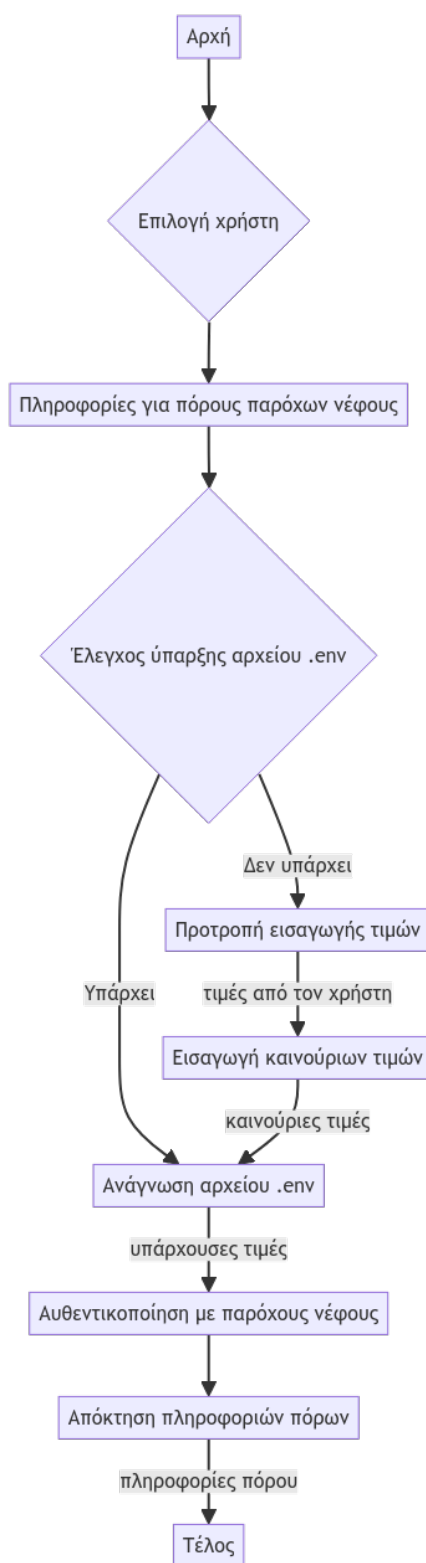 Αρχή
Επιλογή χρήστη
Πληροφορίες για πόρους παρόχων νέφους
Έλεγχος ύπαρξης αρχείου .env
Δεν υπάρχει
Προτροπή εισαγωγής τιμών
Υπάρχει
τιμές από τον χρήστη
Εισαγωγή καινούριων τιμών
καινούριες τιμές
Ανάγνωση αρχείου .env
υπάρχουσες τιμές
Αυθεντικοποίηση με παρόχους νέφους
Απόκτηση πληροφοριών πόρων
πληροφορίες πόρου
Τέλος